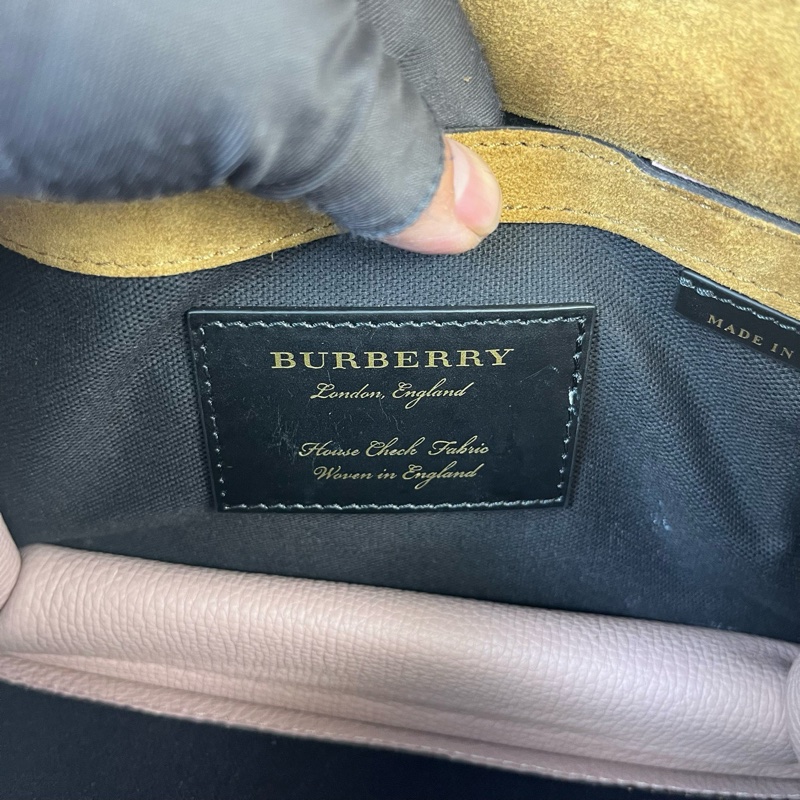 BURBERRY
London, England
House Check Fabric
Woven in England
MADE IN